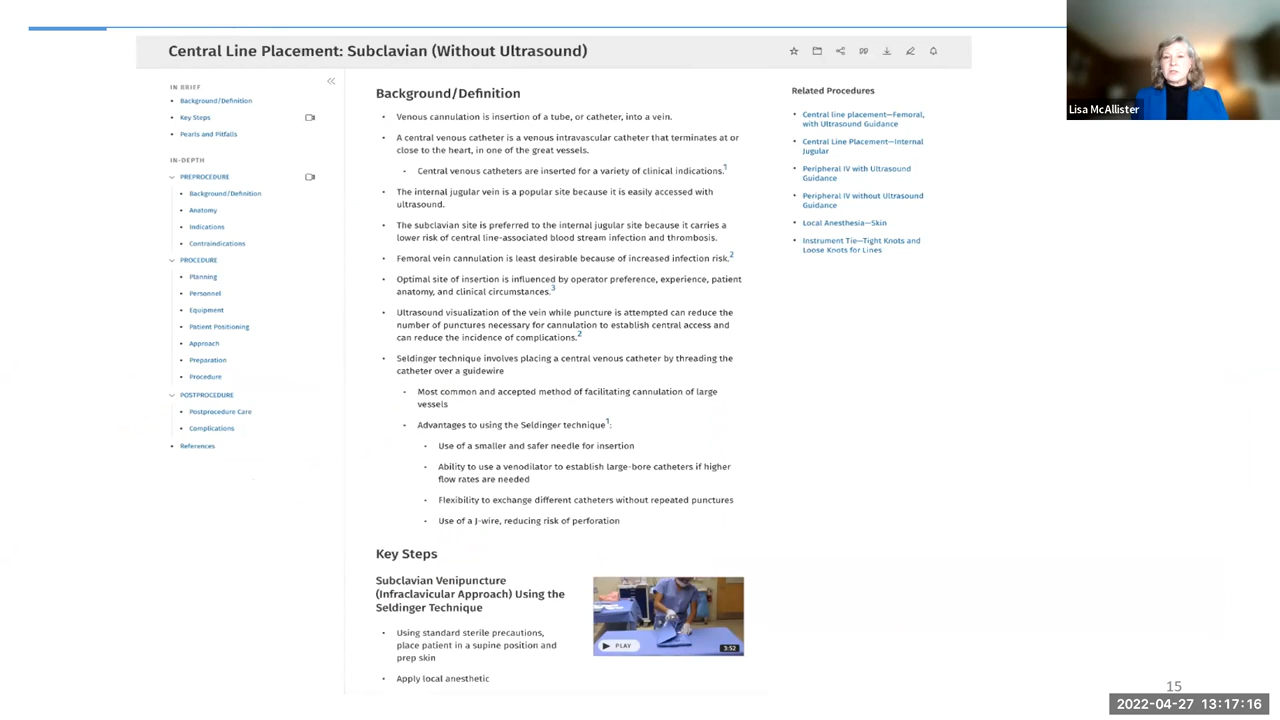 Central Line Placement: Subclavian (Without Ultrasound)
Lisa McAllister
IN BRIEF
• Background/Definition
• Key Steps
• Pearls and Pitfalls
IN-DEPTH
PREPROCEDURE
• Background/Definition
• Anatomy
• Indications
• Contraindications
PROCEDURE
• Planning
• Personnel
• Equipment
• Patient Positioning
• Approach
• Preparation
• Procedure
POSTPROCEDURE
• Postprocedure Care
• Complications
• References
Background/Definition
• Venous cannulation is insertion of a tube, or catheter, into a vein.
• A central venous catheter is a venous intravascular catheter that terminates at or
close to the heart, in one of the great vessels.
• Central venous catheters are inserted for a variety of clinical indications.1
• The internal jugular vein is a popular site because it is easily accessed with
ultrasound.
The subclavian site is preferred to the internal jugular site because it carries a
• lower risk of central line-associated blood stream infection and thrombosis.
• Femoral vein cannulation is least desirable because of increased infection risk.2
• Optimal site of insertion is influenced by operator preference, experience, patient
anatomy, and clinical circumstances.3
• Ultrasound visualization of the vein while puncture is attempted can reduce the
number of punctures necessary for cannulation to establish central access and
can reduce the incidence of complications.2
• Seldinger technique involves placing a central venous catheter by threading the
catheter over a guidewire
• Most common and accepted method of facilitating cannulation of large
vessels
• Advantages to using the Seldinger technique1:
• Use of a smaller and safer needle for insertion
• Ability to use a venodilator to establish large-bore catheters if higher
flow rates are needed
• Flexibility to exchange different catheters without repeated punctures
• Use of a J-wire, reducing risk of perforation
Key Steps
Subclavian Venipuncture
(Infraclavicular Approach) Using the
Seldinger Technique
• Using standard sterile precautions,
place patient in a supine position and
prep skin
• Apply local anesthetic
PLAY
3:52
Related Procedures
• Central line placement—Femoral,
with Ultrasound Guidance
• Central Line Placement—Internal
Jugular
• Peripheral IV with Ultrasound
Guidance
• Peripheral IV without Ultrasound
Guidance
• Local Anesthesia—Skin
• Instrument Tie—Tight Knots and
Loose Knots for Lines
15
2022-04-27 13:17:16